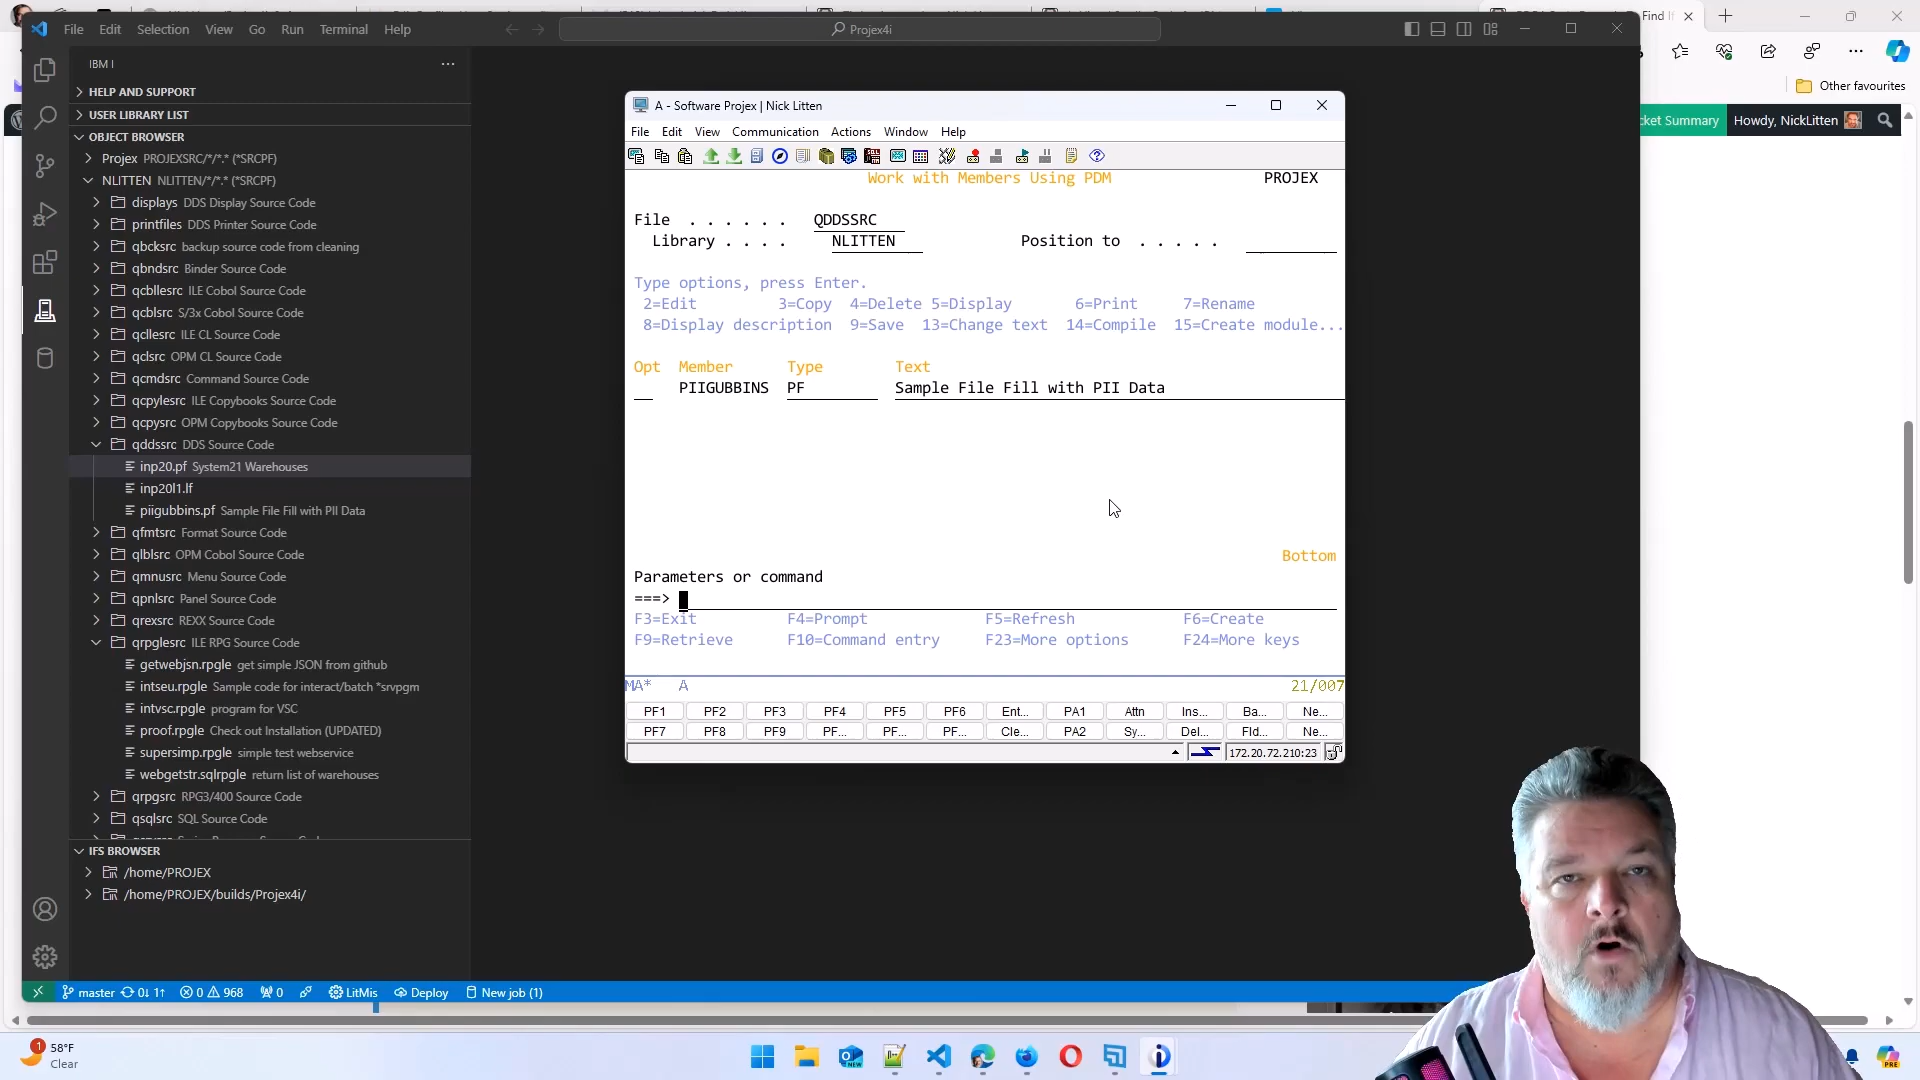 File Edit Selection View Go Run Terminal Help
Projex4i
Find If
Other favourites
cket Summary
Howdy, NickLitten
IBM I
HELP AND SUPPORT
USER LIBRARY LIST
OBJECT BROWSER
Projex PROJEXSRC/*/*.* (*SRCPF)
NLITTEN NLITTEN/*/*.* (*SRCPF)
displays DDS Display Source Code
printfiles DDS Printer Source Code
qbcksrc backup source code from cleaning
qbndsrc Binder Source Code
qcbllesrc ILE Cobol Source Code
qcblsrc S/3x Cobol Source Code
qcllesrc ILE CL Source Code
qclsrc OPM CL Source Code
qcmdsrc Command Source Code
qcpylesrc ILE Copybooks Source Code
qcpysrc OPM Copybooks Source Code
qddssrc DDS Source Code
inp20.pf System21 Warehouses
inp20l1.lf
piigubbins.pf Sample File Fill with PII Data
qfmtsrc Format Source Code
qlblsrc OPM Cobol Source Code
qmnusrc Menu Source Code
qpnlsrc Panel Source Code
qrexsrc REXX Source Code
qrpglesrc ILE RPG Source Code
getwebjsn.rpgle get simple JSON from github
intseu.rpgle Sample code for interact/batch *srvpgm
intvsc.rpgle program for VSC
proof.rpgle Check out Installation (UPDATED)
supersimp.rpgle simple test webservice
webgetstr.sqlrpgle return list of warehouses
qrpgsrc RPG3/400 Source Code
qsqlsrc SQL Source Code
IFS BROWSER
/home/PROJEX
/home/PROJEX/builds/Projex4i/
master 0↓ 1↑ 0 968 0 LitMis Deploy New job (1)
A - Software Projex | Nick Litten
File Edit View Communication Actions Window Help
Work with Members Using PDM PROJEX
File . . . . . . QDDSSRC
Library . . . . NLITTEN Position to . . . . .
Type options, press Enter.
2=Edit 3=Copy 4=Delete 5=Display 6=Print 7=Rename
8=Display description 9=Save 13=Change text 14=Compile 15=Create module...
Opt Member Type Text
PIIGUBBINS PF Sample File Fill with PII Data
Bottom
Parameters or command
===>
F3=Exit F4=Prompt F5=Refresh F6=Create
F9=Retrieve F10=Command entry F23=More options F24=More keys
MA* A 21/007
PF1 PF2 PF3 PF4 PF5 PF6 Ent... PA1 Attn Ins... Ba... Ne...
PF7 PF8 PF9 PF... PF... PF... Cle... PA2 Sy... Del... Fld... Ne...
172.20.72.210:23
1
58°F
Clear
PRE